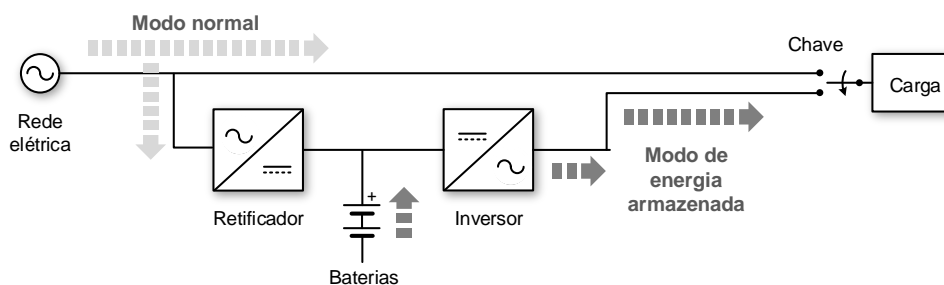 Modo normal
Chave
Rede
elétrica
Carga
Retificador
+
Baterias
Inversor
Modo de
energia
armazenada